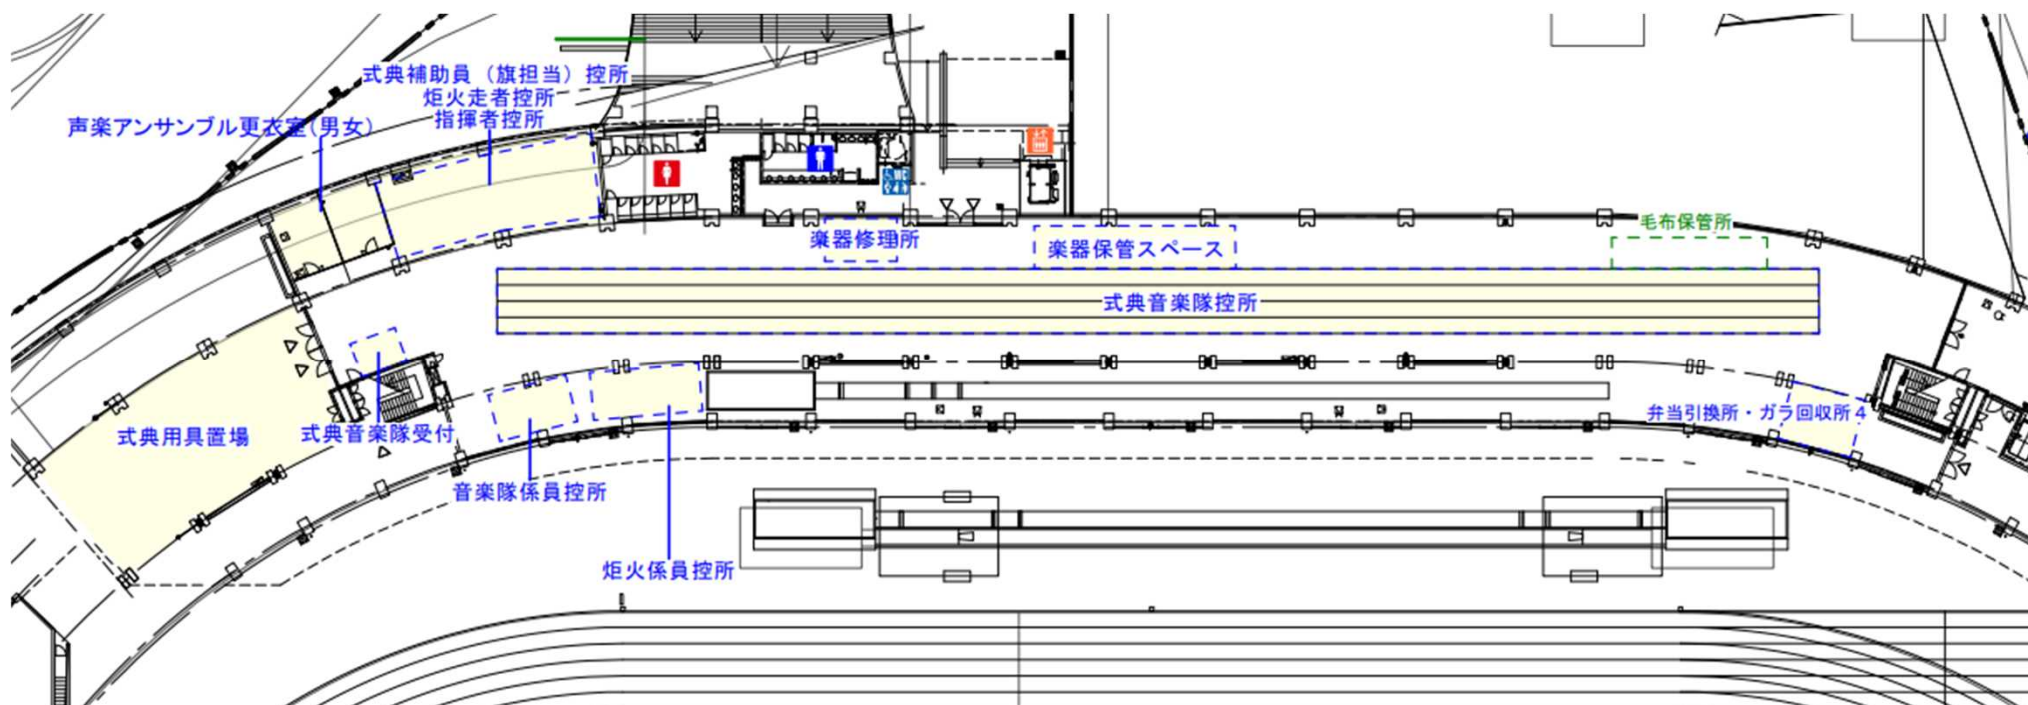 式典補助員（旗担当）控所
炬火走者控所
指揮者控所
声楽アンサンブル更衣室(男女)
毛布保管所
楽器修理所
楽器保管スペース
式典音楽隊控所
弁当引換所・ガラ回収所４
式典用具置場
式典音楽隊受付
音楽隊係員控所
炬火係員控所